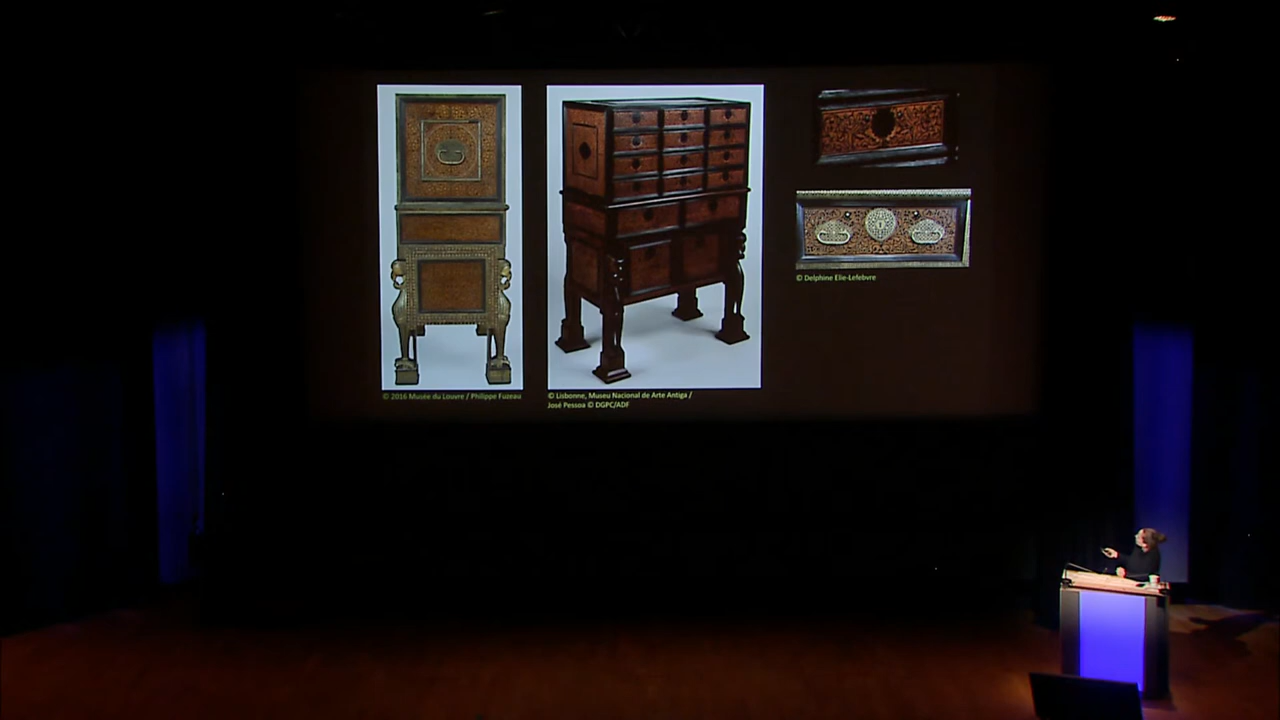 © 2016 Musée du Louvre / Philippe Fuzeau
© Lisbonne, Museu Nacional de Arte Antiga /
José Pessoa © DGPC/ADF
© Delphine Elie-Lefebvre